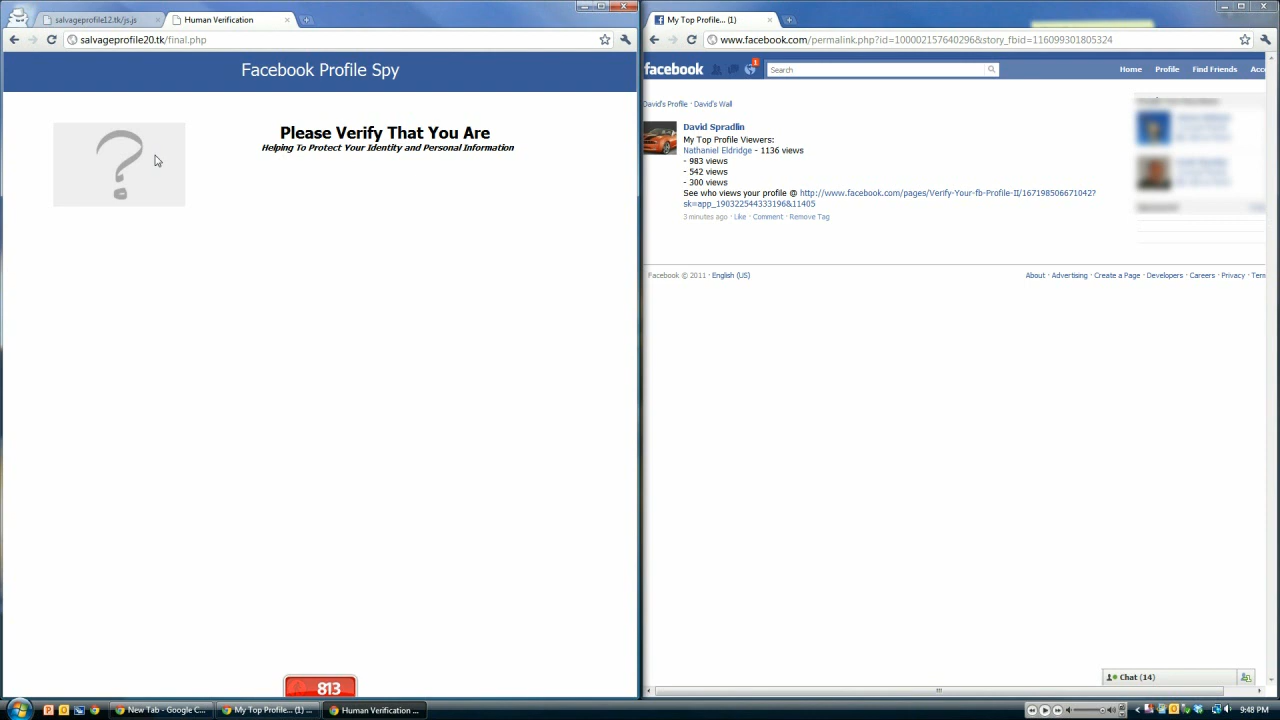 salvageprofile12.tk/js.js
Human Verification
salvageprofile20.tk/final.php
Facebook Profile Spy
Please Verify That You Are
Helping To Protect Your Identity and Personal Information
813
My Top Profile... (1)
www.facebook.com/permalink.php?id=100002157640296&story_fbid=116099301805324
facebook
1
Search
Home Profile Find Friends Acc
David's Profile · David's Wall
David Spradlin
My Top Profile Viewers:
Nathaniel Eldridge - 1136 views
- 983 views
- 542 views
- 300 views
See who views your profile @ http://www.facebook.com/pages/Verify-Your-fb-Profile-II/167198506671042?
sk=app_190322544333196&11405
3 minutes ago · Like · Comment · Remove Tag
Facebook © 2011 · English (US)
About · Advertising · Create a Page · Developers · Careers · Privacy · Tern
Chat (14)
New Tab - Google C...
My Top Profile... (1) ...
Human Verification ...
9:48 PM